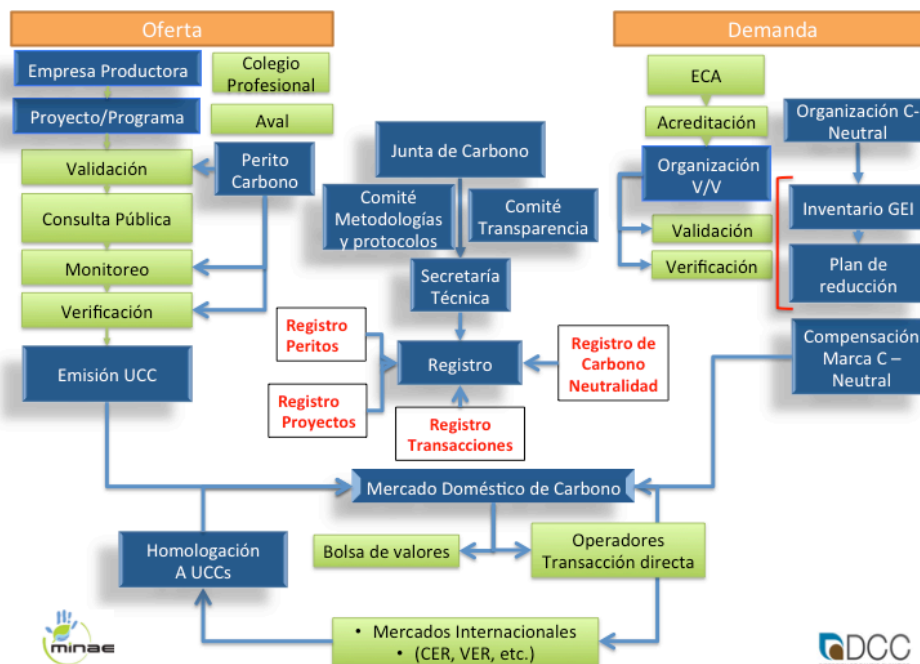 Oferta
Demanda
Empresa Productora
Colegio
Profesional
Proyecto/Programa
Aval
Validación
Perito
Carbono
Consulta Pública
Monitoreo
Verificación
Emisión UCC
Junta de Carbono
Comité
Metodologías
y protocolos
Comité
Transparencia
Secretaría
Técnica
Registro
Peritos
Registro
Registro de
Carbono
Neutralidad
Registro
Proyectos
Registro
Transacciones
ECA
Acreditación
Organización
V/V
Validación
Verificación
Organización C-
Neutral
Inventario GEI
Plan de
reducción
Compensación
Marca C –
Neutral
Mercado Doméstico de Carbono
Bolsa de valores
Operadores
Transacción directa
Homologación
A UCCs
• Mercados Internacionales
• (CER, VER, etc.)
minae
DCC